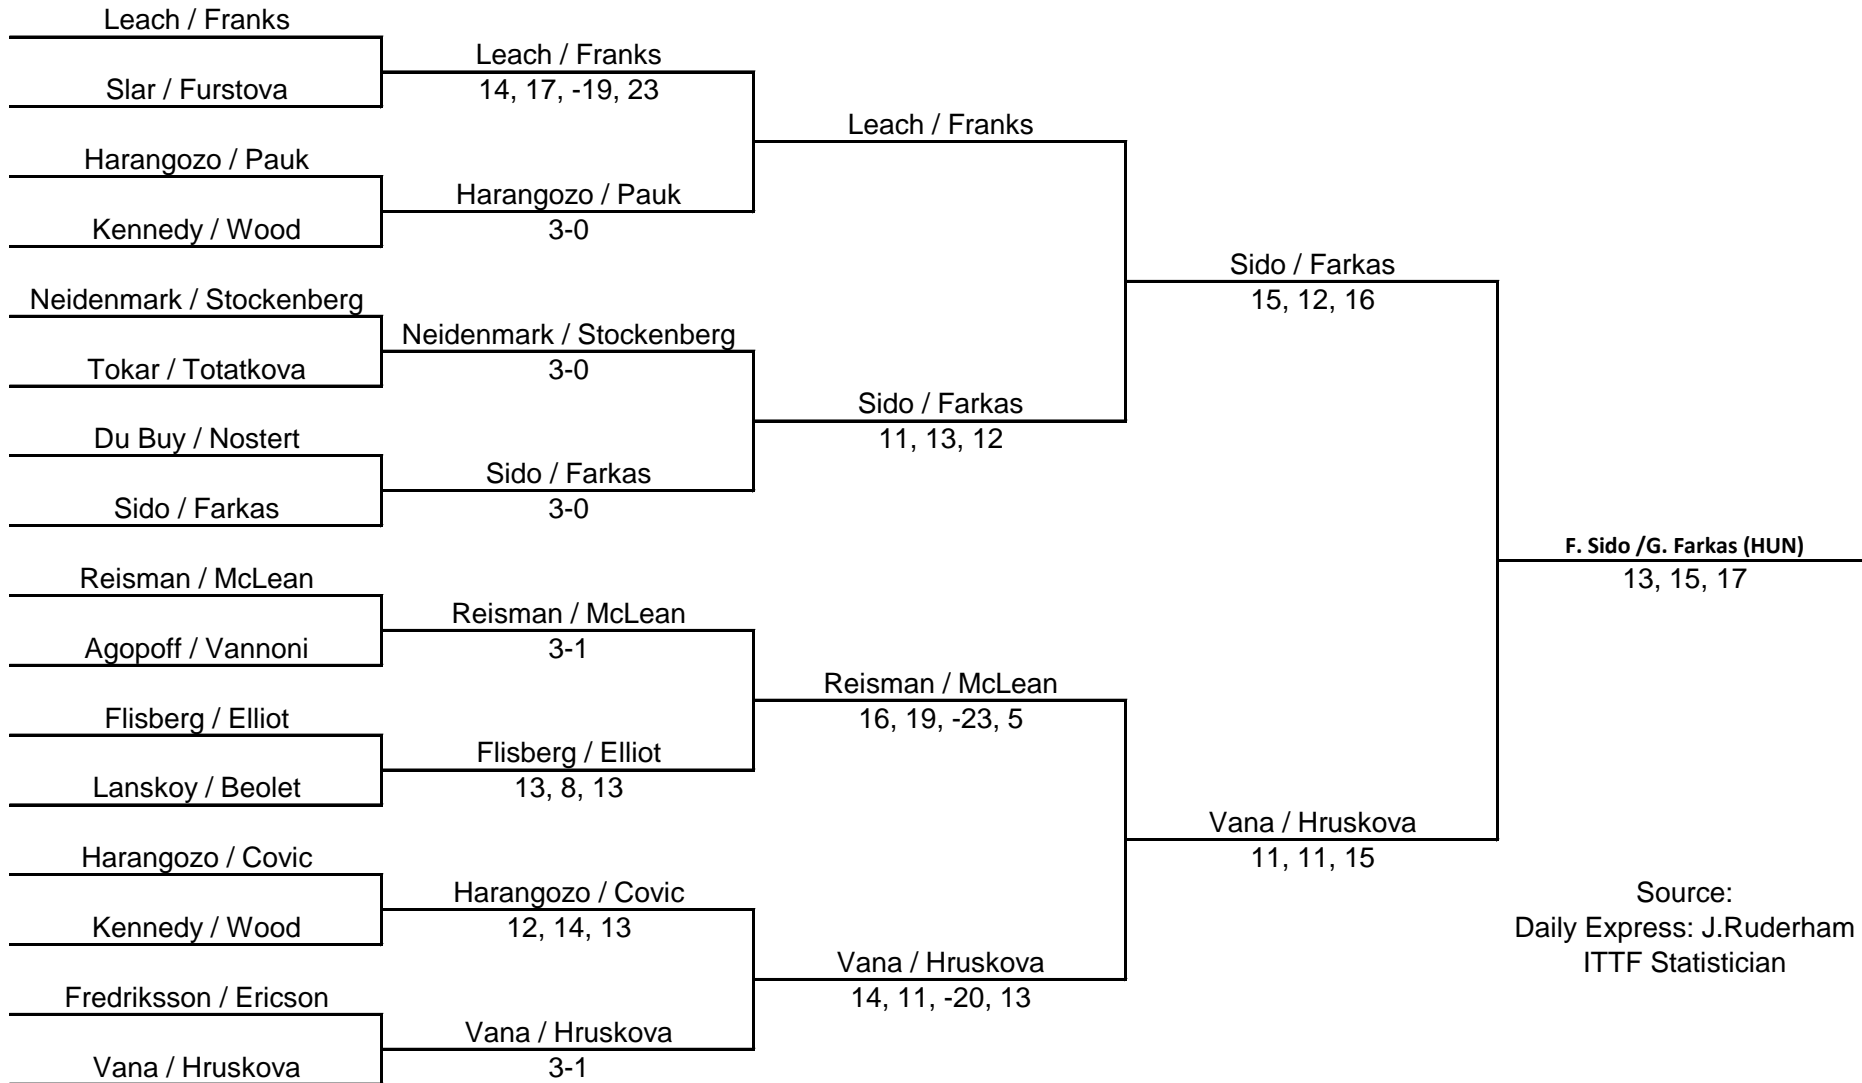 Leach / Franks
Slar / Furstova
Harangozo / Pauk
Kennedy / Wood
Neidenmark / Stockenberg
Tokar / Totatkova
Du Buy / Nostert
Sido / Farkas
Reisman / McLean
Agopoff / Vannoni
Flisberg / Elliot
Lanskoy / Beolet
Harangozo / Covic
Kennedy / Wood
Fredriksson / Ericson
Vana / Hruskova
Leach / Franks
14, 17, -19, 23
Harangozo / Pauk
3-0
Neidenmark / Stockenberg
3-0
Sido / Farkas
3-0
Reisman / McLean
3-1
Flisberg / Elliot
13, 8, 13
Harangozo / Covic
12, 14, 13
Vana / Hruskova
3-1
Leach / Franks
Sido / Farkas
11, 13, 12
Reisman / McLean
16, 19, -23, 5
Vana / Hruskova
14, 11, -20, 13
Sido / Farkas
15, 12, 16
Vana / Hruskova
11, 11, 15
F. Sido /G. Farkas (HUN)
13, 15, 17
Source:
Daily Express: J.Ruderham
ITTF Statistician